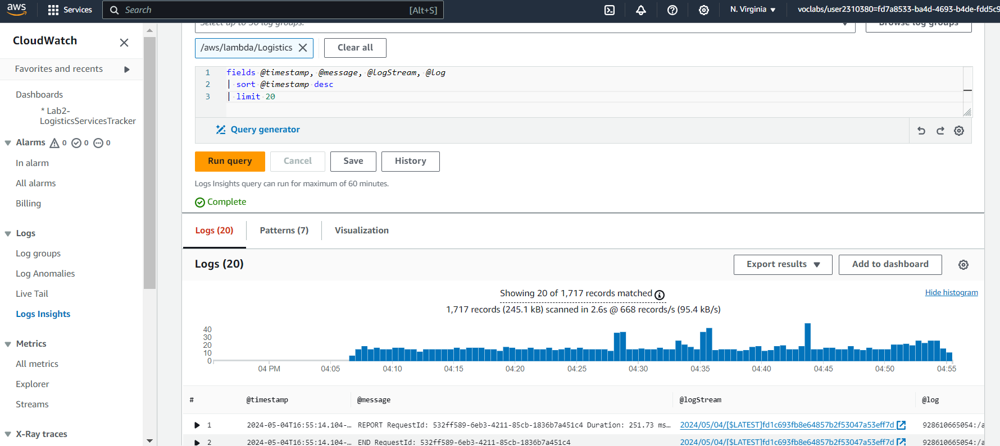 aws
Services
Search
[Alt+S]
N. Virginia
voclabs/user2310380=fd7a8533-ba4d-4693-b4de-fdd5c9
CloudWatch
Favorites and recents
Dashboards
* Lab2-
LogisticsServicesTracker
Alarms 0 0 0
In alarm
All alarms
Billing
Logs
Log groups
Log Anomalies
Live Tail
Logs Insights
Metrics
All metrics
Explorer
Streams
X-Ray traces
Select up to 50 log groups.
Browse log groups
/aws/lambda/Logistics
Clear all
1 fields @timestamp, @message, @logStream, @log
2 | sort @timestamp desc
3 | limit 20
Query generator
Run query
Cancel
Save
History
Logs Insights query can run for maximum of 60 minutes.
Complete
Logs (20)
Patterns (7)
Visualization
Logs (20)
Export results
Add to dashboard
Showing 20 of 1,717 records matched
Hide histogram
1,717 records (245.1 kB) scanned in 2.6s @ 668 records/s (95.4 kB/s)
40
30
20
10
0
04 PM 04:05 04:10 04:15 04:20 04:25 04:30 04:35 04:40 04:45 04:50 04:55
# @timestamp @message @logStream @log
1 2024-05-04T16:55:14.104-… REPORT RequestId: 532ff589-6eb3-4211-85cb-1836b7a451c4 Duration: 251.73 ms… 2024/05/04/[$LATEST]fd1c693fb8e64857b2f53047a53eff7d 928610665054:/a
2 2024-05-04T16:55:14.104-… END RequestId: 532ff589-6eb3-4211-85cb-1836b7a451c4 2024/05/04/[$LATEST]fd1c693fb8e64857b2f53047a53eff7d 928610665054:/a